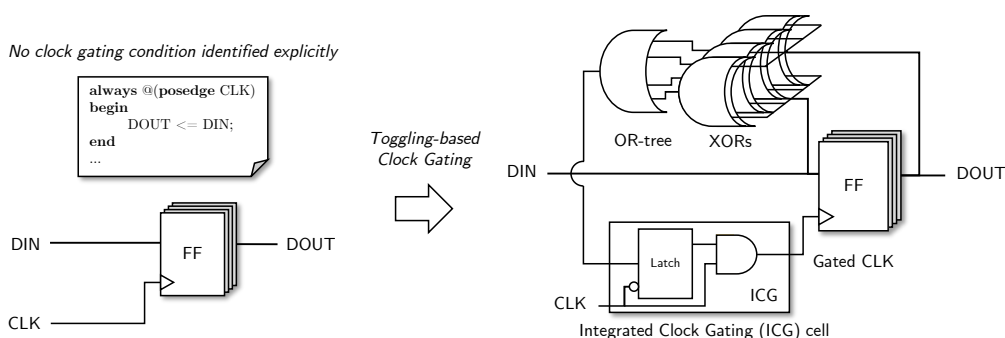 No clock gating condition identified explicitly
always @(posedge CLK)
begin
DOUT <= DIN;
end
...
DIN
FF
DOUT
CLK
Toggling-based
Clock Gating
OR-tree
XORs
DIN
FF
DOUT
Latch
Gated CLK
ICG
CLK
Integrated Clock Gating (ICG) cell